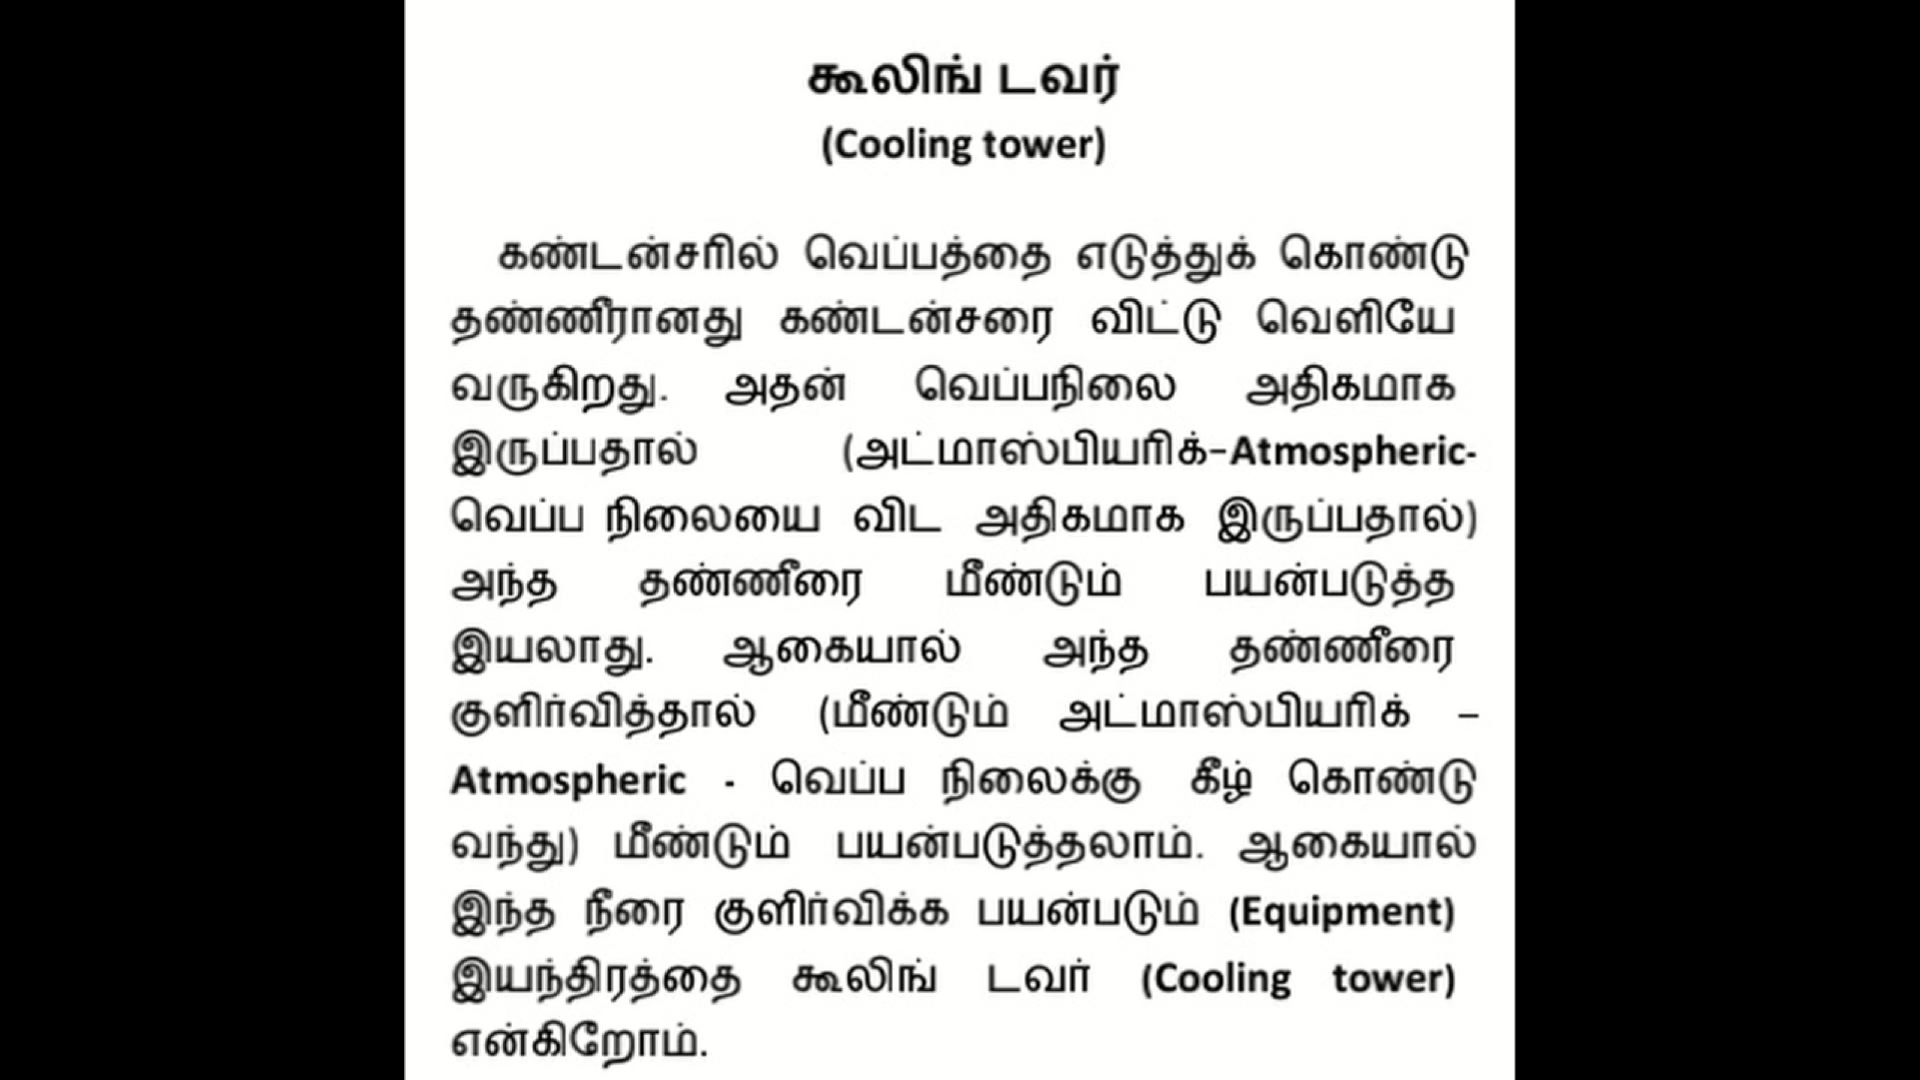 கூலிங் டவர்
(Cooling tower)
கண்டன்சரில் வெப்பத்தை எடுத்துக் கொண்டு
தண்ணீரானது கண்டன்சரை விட்டு வெளியே
வருகிறது. அதன் வெப்பநிலை அதிகமாக
இருப்பதால் (அட்மாஸ்பியரிக்–Atmospheric-
வெப்ப நிலையை விட அதிகமாக இருப்பதால்)
அந்த தண்ணீரை மீண்டும் பயன்படுத்த
இயலாது. ஆகையால் அந்த தண்ணீரை
குளிர்வித்தால் (மீண்டும் அட்மாஸ்பியரிக் –
Atmospheric - வெப்ப நிலைக்கு கீழ் கொண்டு
வந்து) மீண்டும் பயன்படுத்தலாம். ஆகையால்
இந்த நீரை குளிர்விக்க பயன்படும் (Equipment)
இயந்திரத்தை கூலிங் டவர் (Cooling tower)
என்கிறோம்.